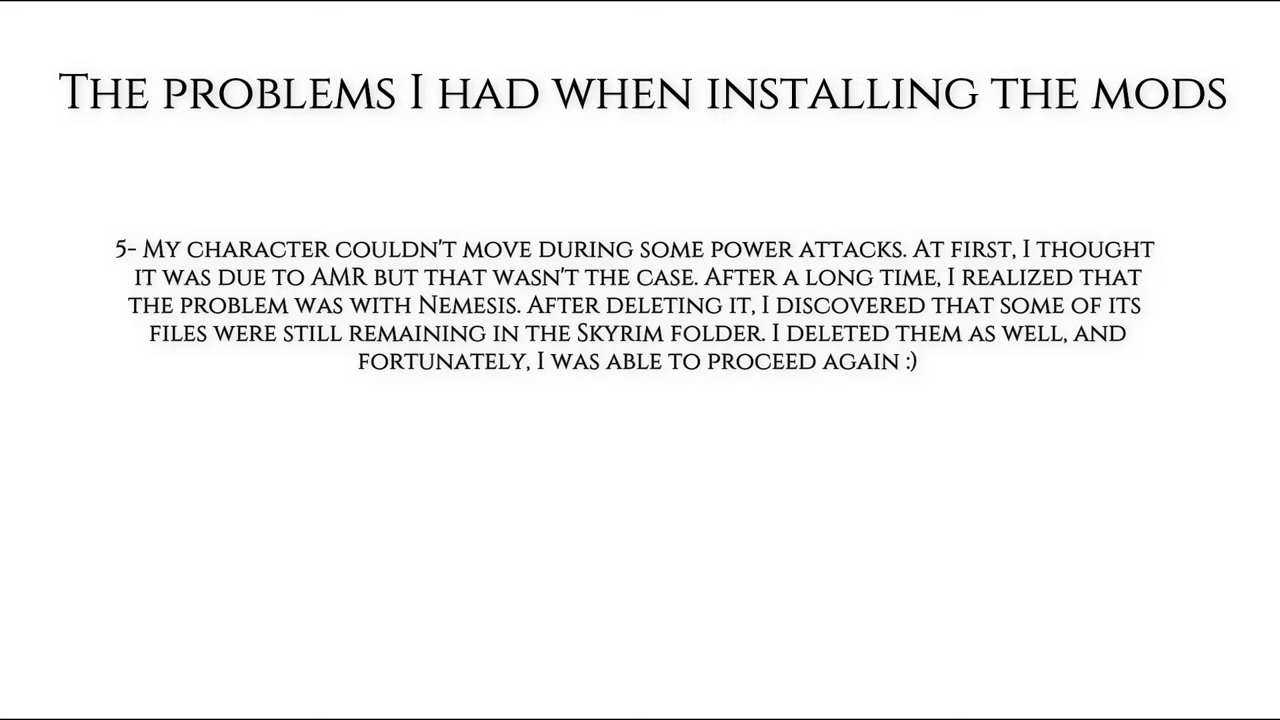 The problems I had when installing the mods
5- My character couldn't move during some power attacks. At first, I thought
it was due to AMR but that wasn't the case. After a long time, I realized that
the problem was with Nemesis. After deleting it, I discovered that some of its
files were still remaining in the Skyrim folder. I deleted them as well, and
fortunately, I was able to proceed again :)